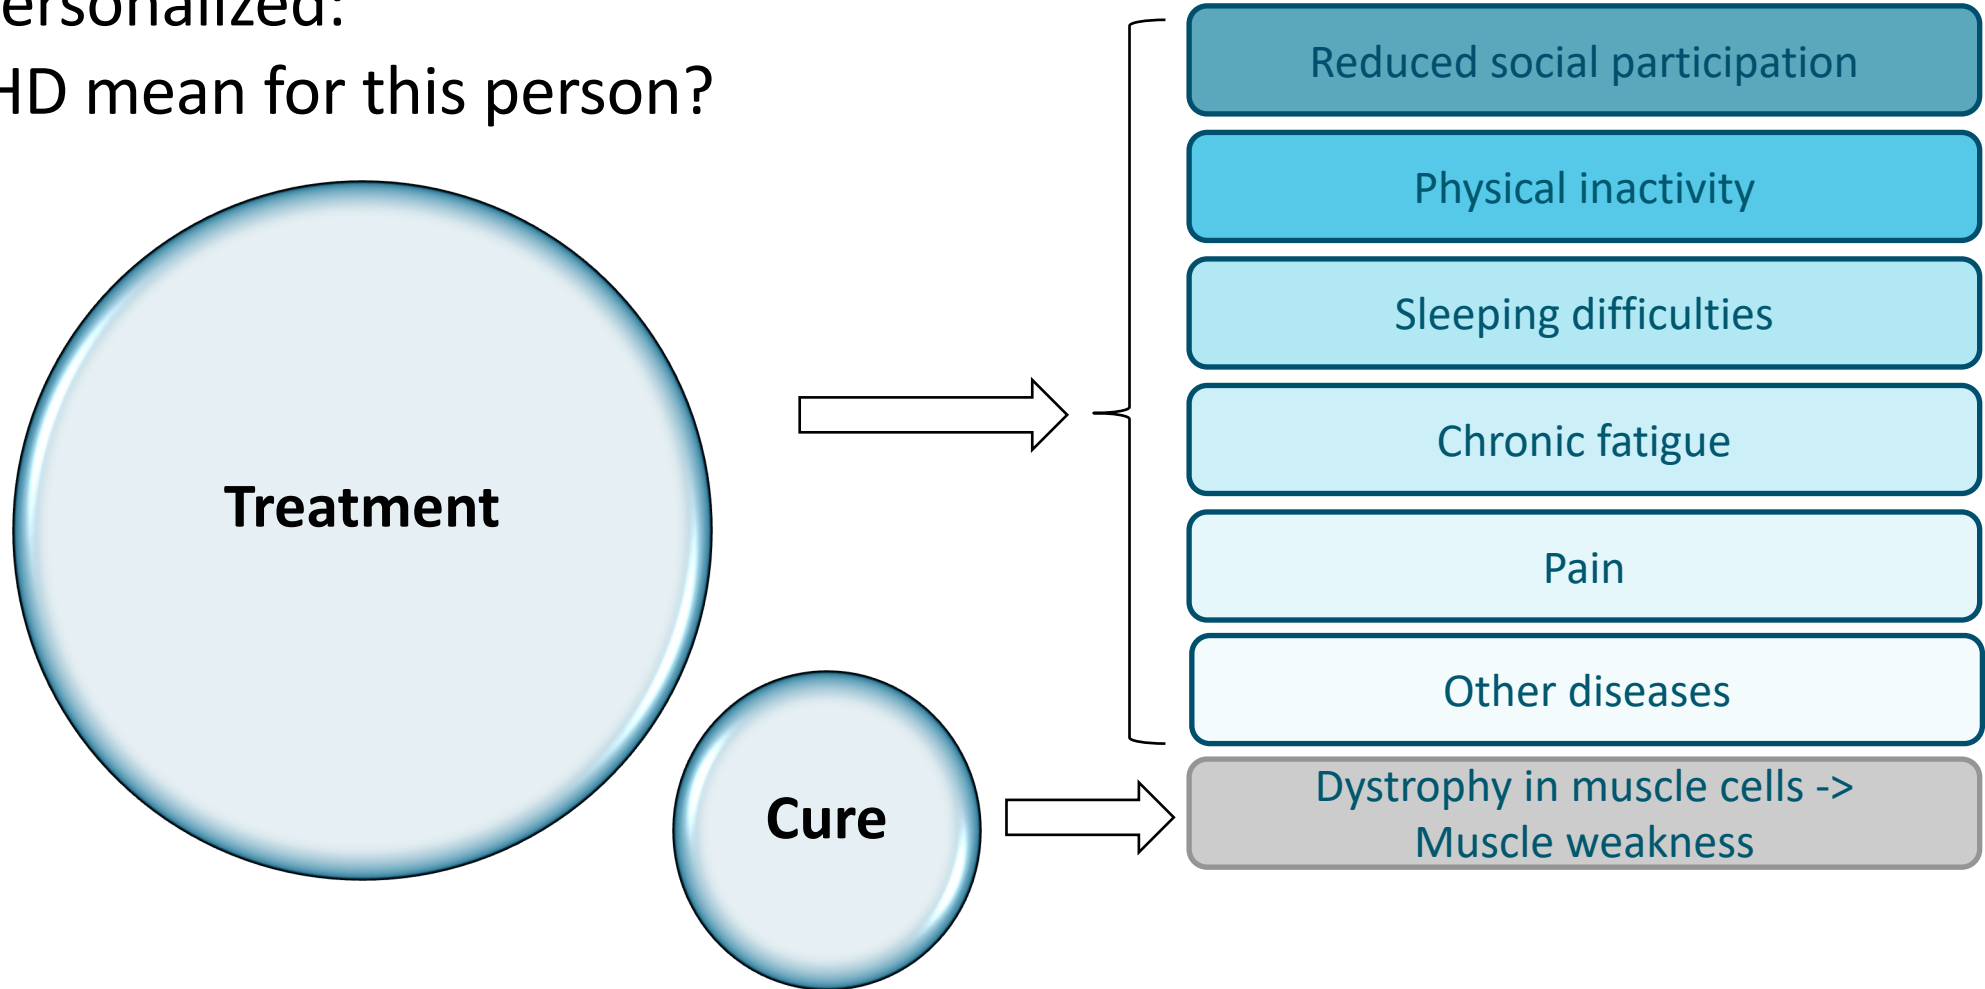 ersonalized:
HD mean for this person?
Reduced social participation
Physical inactivity
Sleeping difficulties
Chronic fatigue
Pain
Other diseases
Treatment
Cure
Dystrophy in muscle cells ->
Muscle weakness